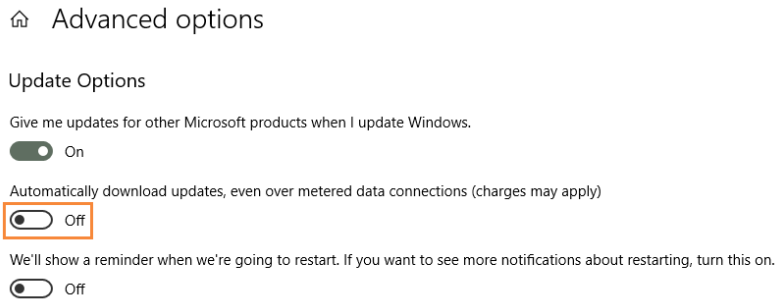 Advanced options
Update Options
Give me updates for other Microsoft products when I update Windows.
On
Automatically download updates, even over metered data connections (charges may apply)
Off
We'll show a reminder when we're going to restart. If you want to see more notifications about restarting, turn this on.
Off